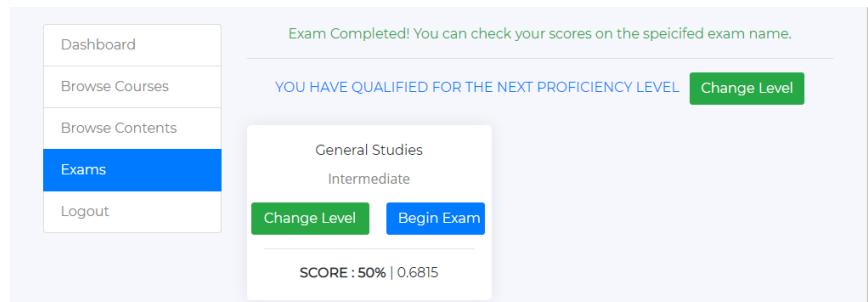 Dashboard
Browse Courses
Browse Contents
Exams
Logout
Exam Completed! You can check your scores on the speicifed exam name.
YOU HAVE QUALIFIED FOR THE NEXT PROFICIENCY LEVEL Change Level
General Studies
Intermediate
Change Level Begin Exam
SCORE : 50% | 0.6815